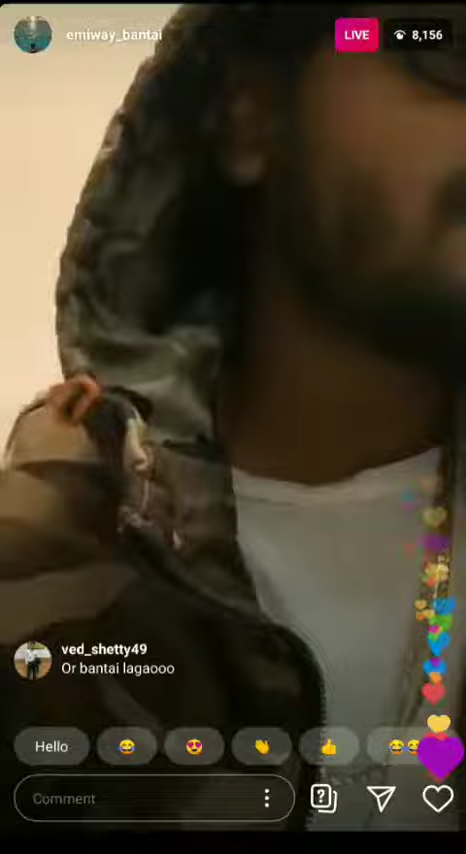 emiway_bantai
LIVE 8,156
ved_shetty49
Or bantai lagaooo
Hello 😂 😍 👏 👍 😂😂
Comment